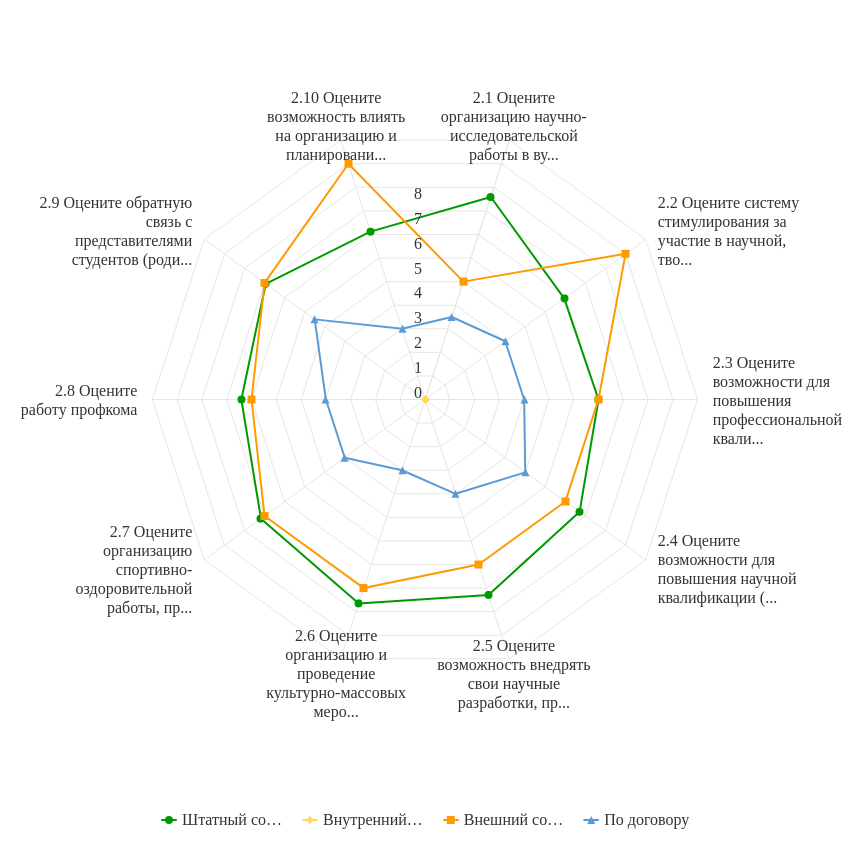 2.10 Оцените
возможность влиять
на организацию и
планировани...
2.1 Оцените
организацию научно-
исследовательской
работы в ву...
2.9 Оцените обратную
связь с
представителями
студентов (роди...
2.2 Оцените систему
стимулирования за
участие в научной,
тво...
8
7
6
5
4
3
2
1
0
2.8 Оцените
работу профкома
2.3 Оцените
возможности для
повышения
профессиональной
квали...
2.7 Оцените
организацию
спортивно-
оздоровительной
работы, пр...
2.4 Оцените
возможности для
повышения научной
квалификации (...
2.6 Оцените
организацию и
проведение
культурно-массовых
меро...
2.5 Оцените
возможность внедрять
свои научные
разработки, пр...
Штатный со… Внутренний… Внешний со… По договору